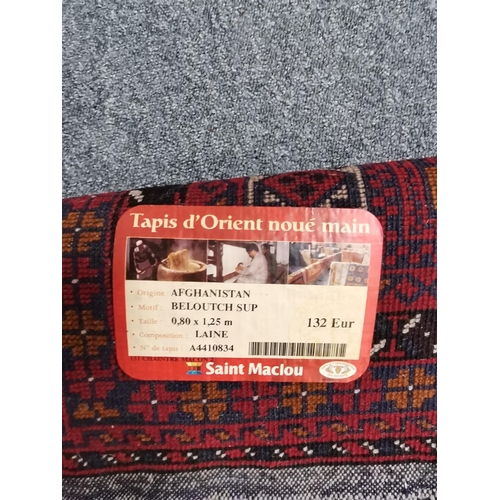 Tapis d'Orient noué main
• Origine : AFGHANISTAN
• Motif : BELOUTCH SUP
• Taille : 0,80 x 1,25 m
• Composition : LAINE
• N° de tapis : A4410834
132 Eur
Saint Maclou